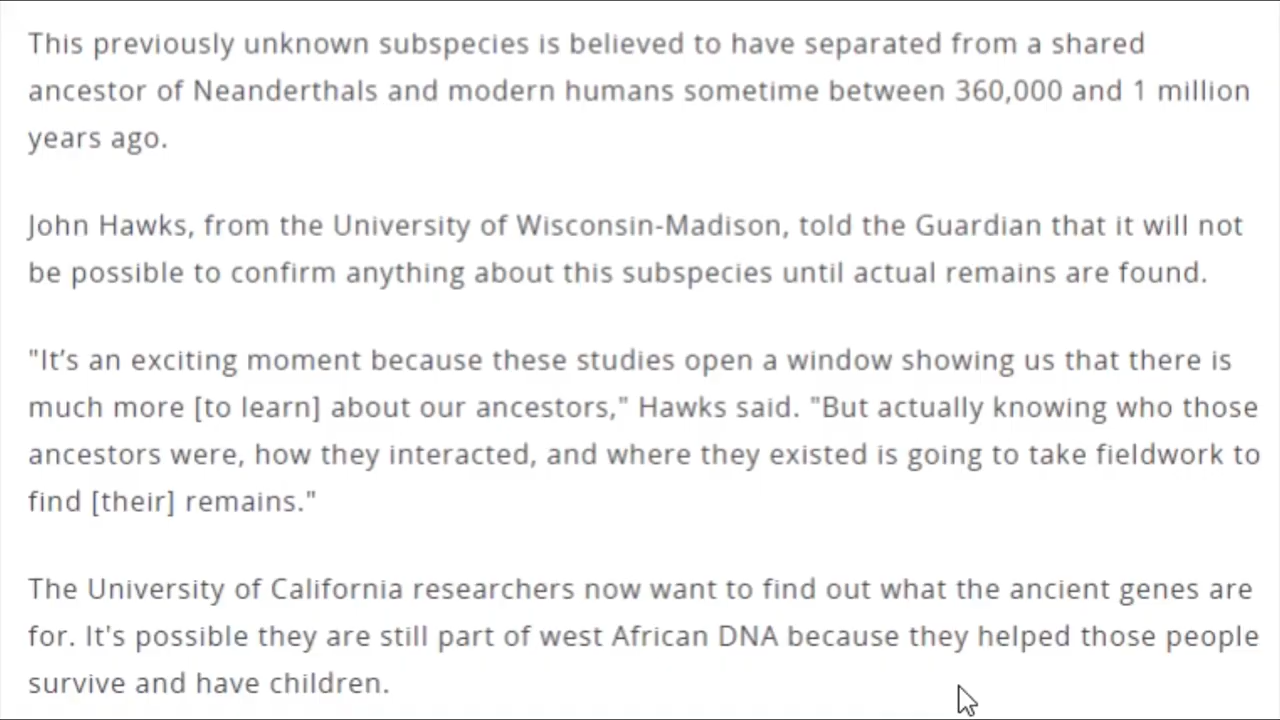 This previously unknown subspecies is believed to have separated from a shared
ancestor of Neanderthals and modern humans sometime between 360,000 and 1 million
years ago.
John Hawks, from the University of Wisconsin-Madison, told the Guardian that it will not
be possible to confirm anything about this subspecies until actual remains are found.
"It’s an exciting moment because these studies open a window showing us that there is
much more [to learn] about our ancestors," Hawks said. "But actually knowing who those
ancestors were, how they interacted, and where they existed is going to take fieldwork to
find [their] remains."
The University of California researchers now want to find out what the ancient genes are
for. It's possible they are still part of west African DNA because they helped those people
survive and have children.